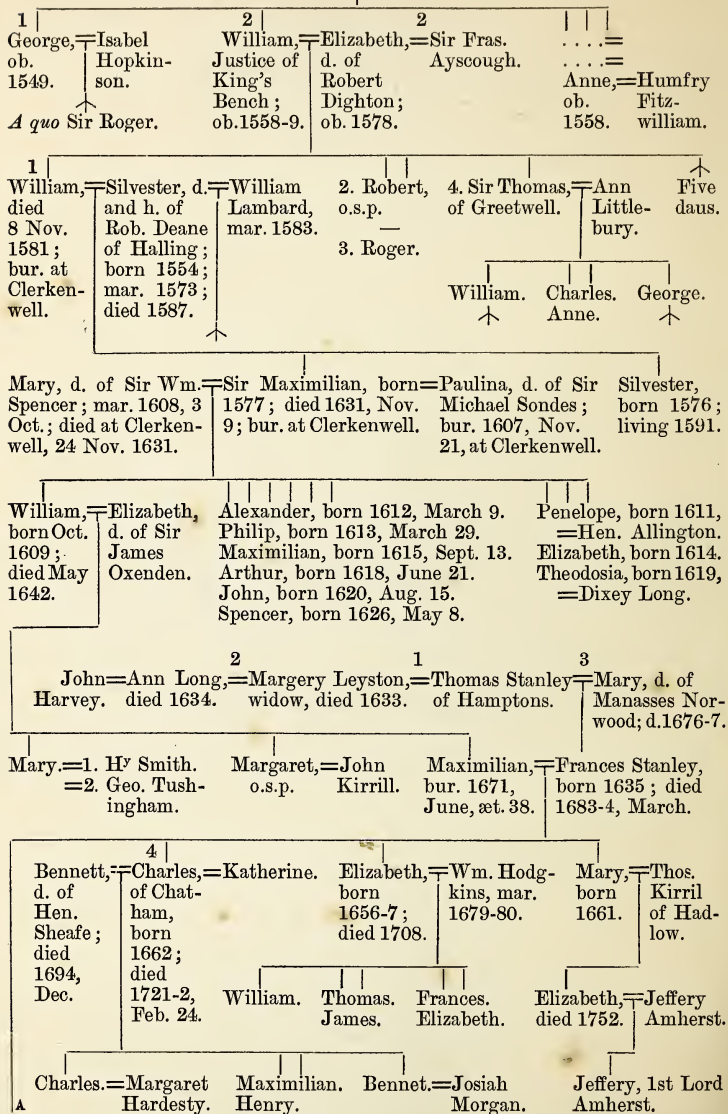 1 2 2
George,=Isabel William,=Elizabeth,=Sir Fras. . . . .=
ob. Hopkin- Justice of d. of Ayscough. . . . .=
1549. son. King's Robert Anne,=Humfry
Bench ; Dighton; ob. Fitz-
A quo Sir Roger. ob.1558-9. ob. 1578. 1558. william.
1
William,=Silvester, d.=William 2. Robert, 4. Sir Thomas,=Ann Five
died and h. of Lambard, o.s.p. of Greetwell. Little- daus.
8 Nov. Rob. Deane mar. 1583. — bury.
1581 ; of Halling ; 3. Roger.
bur. at born 1554 ;
Clerken- mar. 1573 ; William. Charles. George.
well. died 1587. Anne.
Mary, d. of Sir Wm.=Sir Maximilian, born=Paulina, d. of Sir Silvester,
Spencer ; mar. 1608, 3 1577 ; died 1631, Nov. Michael Sondes ; born 1576 ;
Oct. ; died at Clerken- 9 ; bur. at Clerkenwell. bur. 1607, Nov. living 1591.
well, 24 Nov. 1631. 21, at Clerkenwell.
William,=Elizabeth, Alexander, born 1612, March 9. Penelope, born 1611,
born Oct. d. of Sir Philip, born 1613, March 29. =Hen. Allington.
1609 ; James Maximilian, born 1615, Sept. 13. Elizabeth, born 1614.
died May Oxenden. Arthur, born 1618, June 21. Theodosia, born 1619,
1642. John, born 1620, Aug. 15. =Dixey Long.
Spencer, born 1626, May 8.
2 1 3
John=Ann Long,=Margery Leyston,=Thomas Stanley=Mary, d. of
Harvey. died 1634. widow, died 1633. of Hamptons. Manasses Nor-
wood; d.1676-7.
Mary.=1. Hy Smith. Margaret,=John Maximilian,=Frances Stanley,
=2. Geo. Tush- o.s.p. Kirrill. bur. 1671, born 1635 ; died
ingham. June, æt. 38. 1683-4, March.
4
Bennett,=Charles,=Katherine. Elizabeth,=Wm. Hodg- Mary,=Thos.
d. of of Chat- born kins, mar. born Kirril
Hen. ham, 1656-7 ; 1679-80. 1661. of Had-
Sheafe ; born died 1708. low.
died 1662 ;
1694, died
Dec. 1721-2, William. Thomas. Frances. Elizabeth,=Jeffery
Feb. 24. James. Elizabeth. died 1752. Amherst.
Charles.=Margaret Maximilian. Bennet.=Josiah Jeffery, 1st Lord
A Hardesty. Henry. Morgan. Amherst.